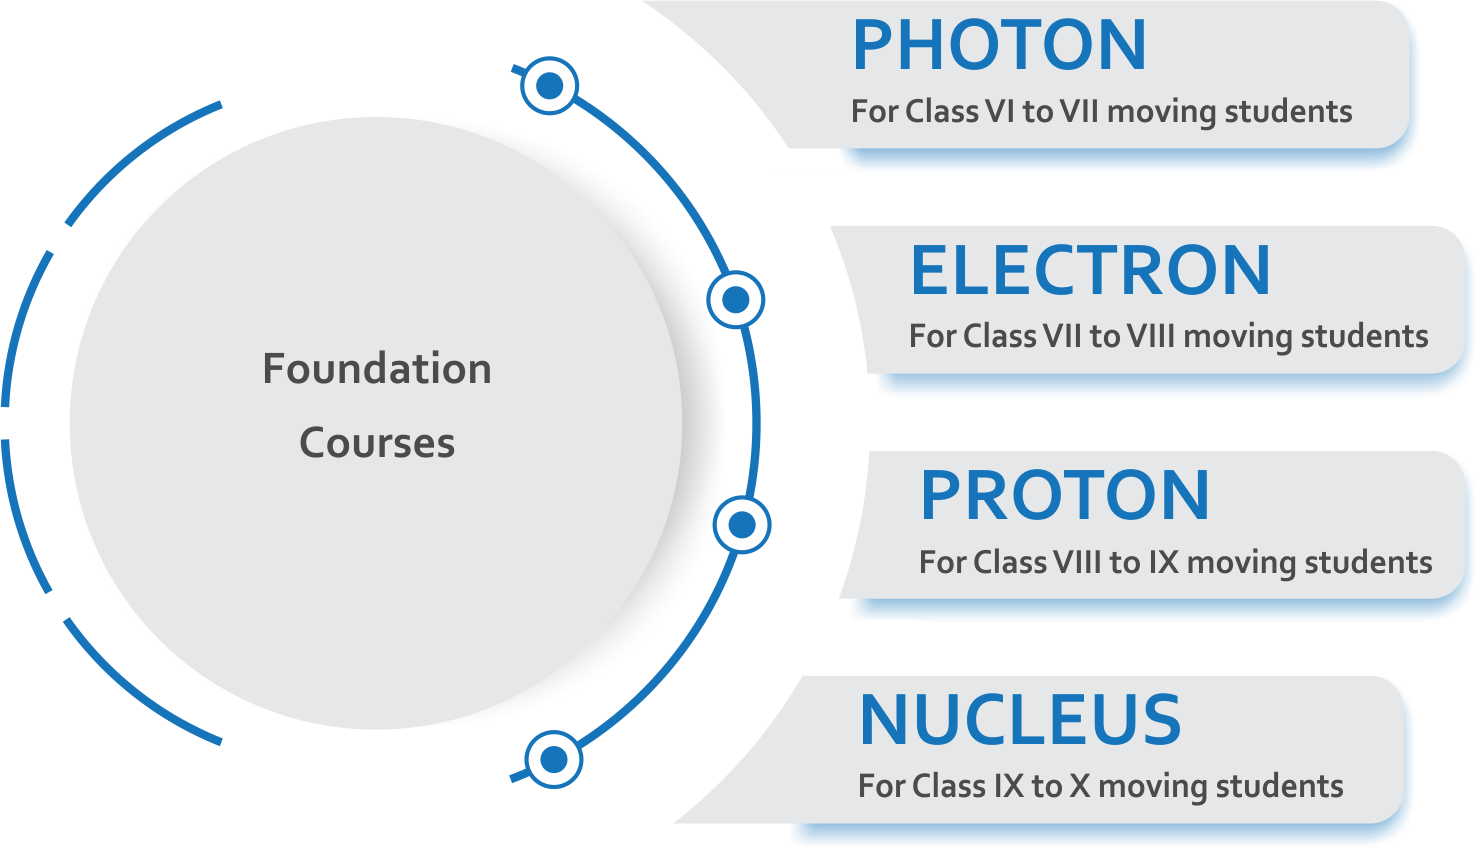 Foundation
Courses
PHOTON
For Class VI to VII moving students
ELECTRON
For Class VII to VIII moving students
PROTON
For Class VIII to IX moving students
NUCLEUS
For Class IX to X moving students